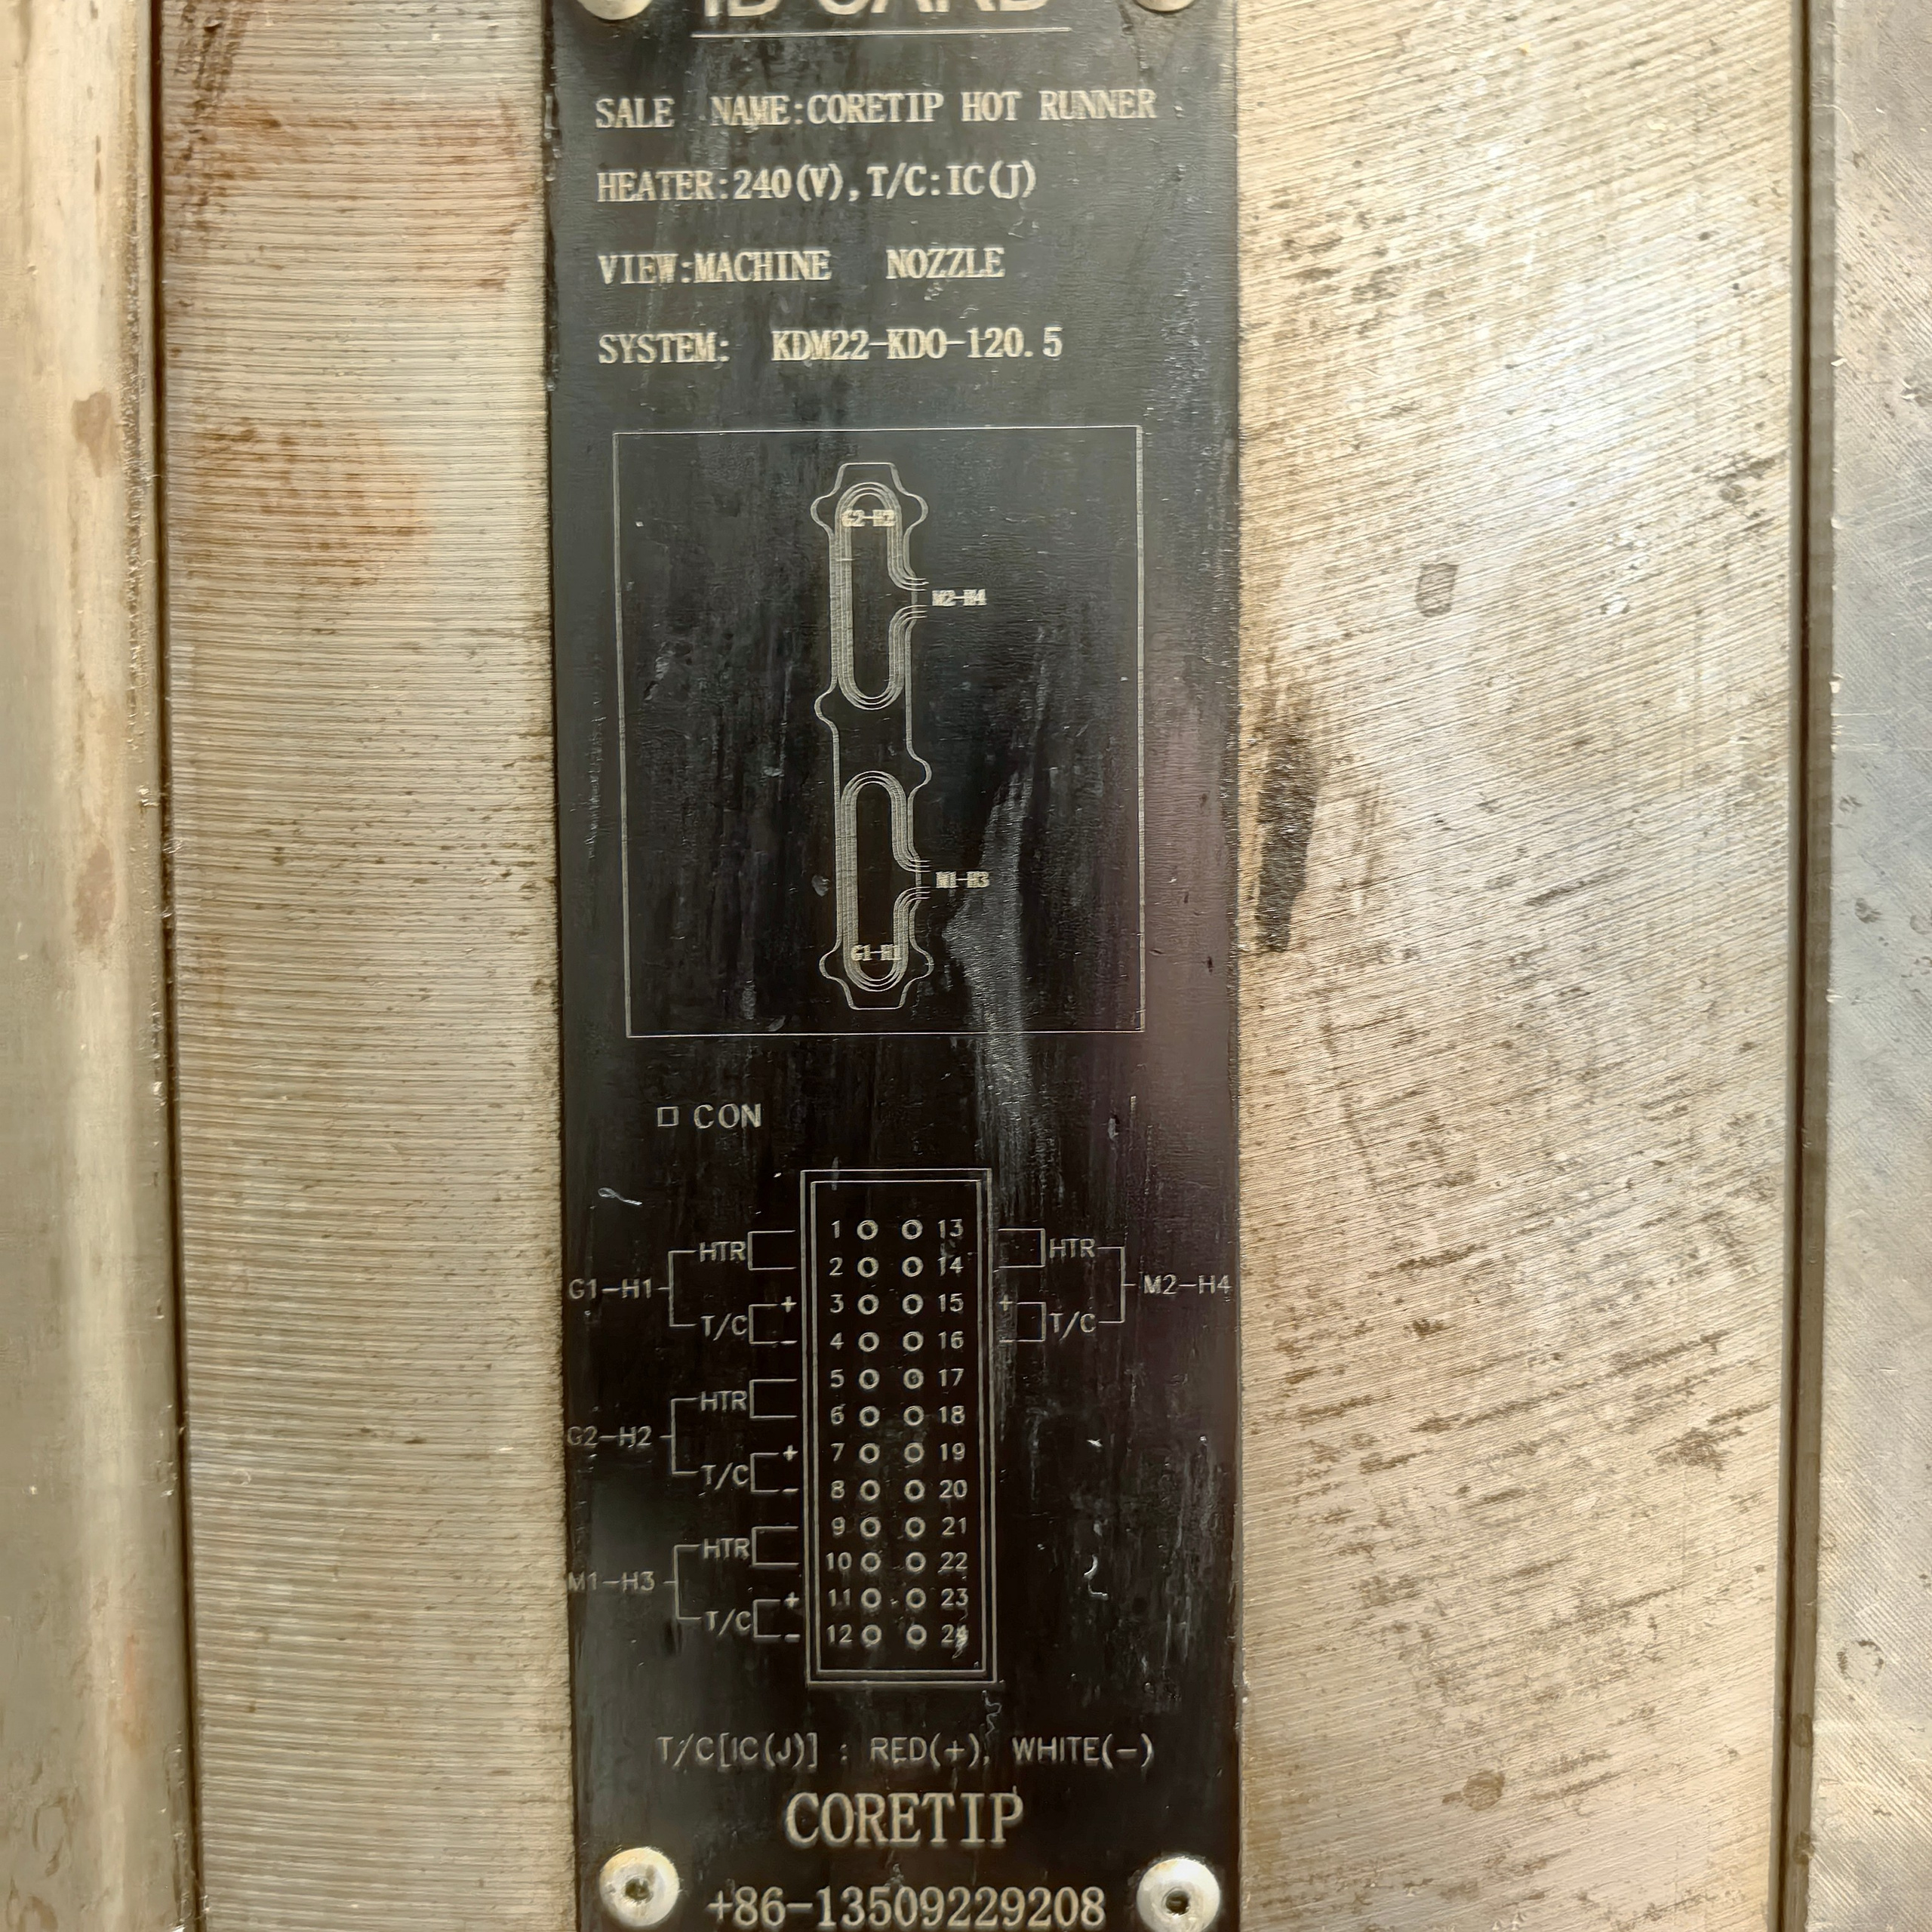 ID CARD
SALE NAME:CORETIP HOT RUNNER
HEATER:240(V),T/C:IC(J)
VIEW:MACHINE NOZZLE
SYSTEM: KDM22-KDO-120.5
G2-H2
M2-H4
M1-H3
G1-H1
□ CON
1 13
HTR HTR
2 14
G1-H1 M2-H4
+ 3 15 +
T/C T/C
- 4 16 -
5 17
HTR
6 18
G2-H2
+ 7 19
T/C
- 8 20
9 21
HTR
10 22
M1-H3
+ 11 23
T/C
- 12 24
T/C[IC(J)] : RED(+), WHITE(-)
CORETIP
+86-13509229208